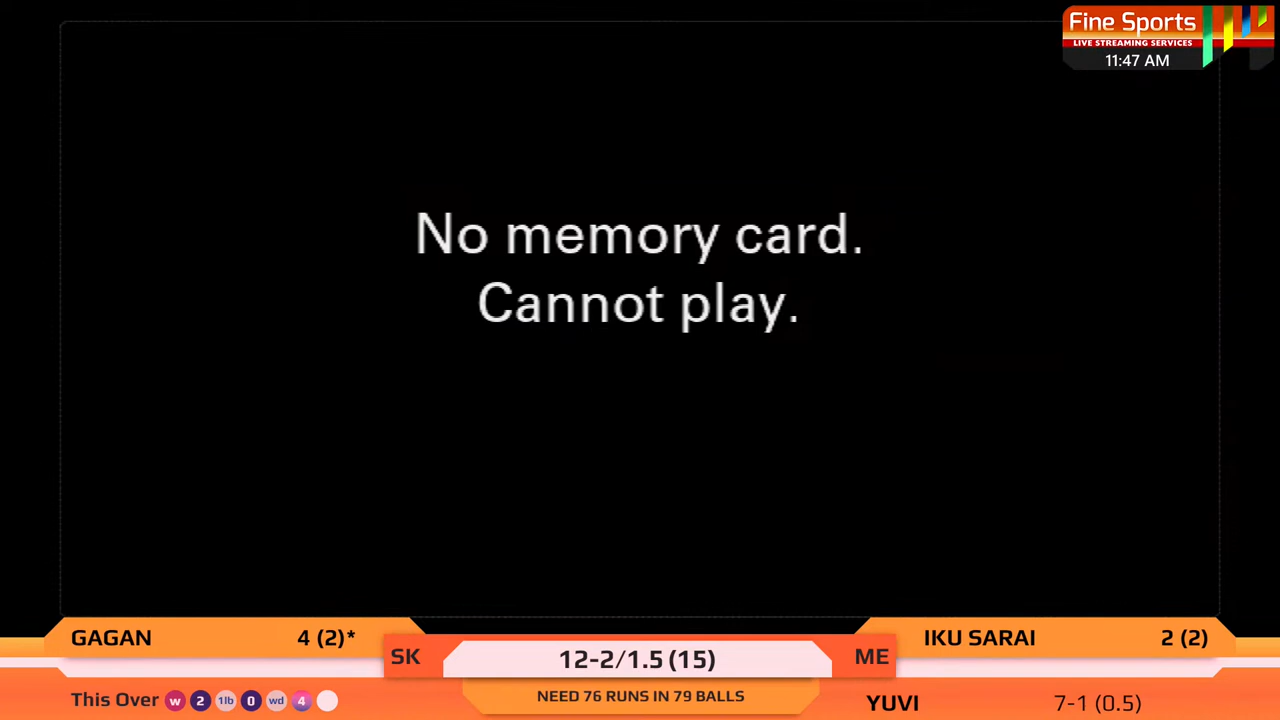 Fine Sports
LIVE STREAMING SERVICES
11:47 AM
No memory card.
Cannot play.
GAGAN 4 (2)*
IKU SARAI 2 (2)
SK 12-2/1.5 (15) ME
This Over w 2 1lb 0 wd 4
NEED 76 RUNS IN 79 BALLS
YUVI 7-1 (0.5)